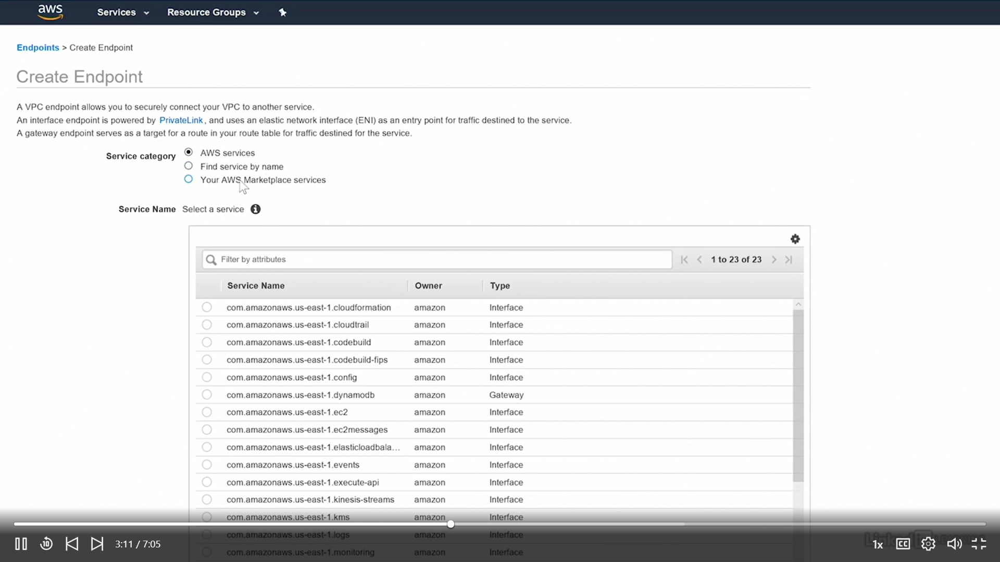 aws Services Resource Groups
Endpoints > Create Endpoint
Create Endpoint
A VPC endpoint allows you to securely connect your VPC to another service.
An interface endpoint is powered by PrivateLink, and uses an elastic network interface (ENI) as an entry point for traffic destined to the service.
A gateway endpoint serves as a target for a route in your route table for traffic destined for the service.
Service category AWS services
Find service by name
Your AWS Marketplace services
Service Name Select a service
Filter by attributes 1 to 23 of 23
Service Name Owner Type
com.amazonaws.us-east-1.cloudformation amazon Interface
com.amazonaws.us-east-1.cloudtrail amazon Interface
com.amazonaws.us-east-1.codebuild amazon Interface
com.amazonaws.us-east-1.codebuild-fips amazon Interface
com.amazonaws.us-east-1.config amazon Interface
com.amazonaws.us-east-1.dynamodb amazon Gateway
com.amazonaws.us-east-1.ec2 amazon Interface
com.amazonaws.us-east-1.ec2messages amazon Interface
com.amazonaws.us-east-1.elasticloadbala... amazon Interface
com.amazonaws.us-east-1.events amazon Interface
com.amazonaws.us-east-1.execute-api amazon Interface
com.amazonaws.us-east-1.kinesis-streams amazon Interface
com.amazonaws.us-east-1.kms amazon Interface
com.amazonaws.us-east-1.logs amazon Interface
com.amazonaws.us-east-1.monitoring amazon Interface
10 3:11 / 7:05 1x CC